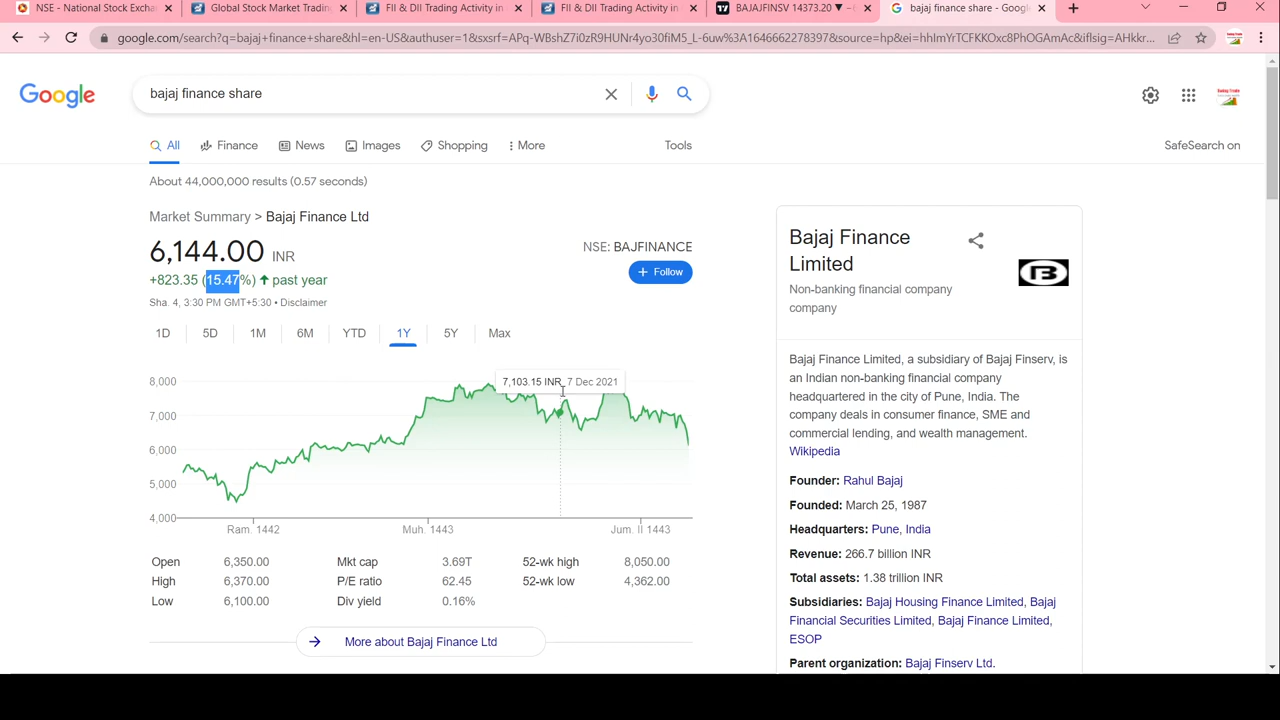 NSE - National Stock Excha
Global Stock Market Trading
FII & DII Trading Activity in
FII & DII Trading Activity in
BAJAJFINSV 14373.20 ▼ −
bajaj finance share - Google
google.com/search?q=bajaj+finance+share&hl=en-US&authuser=1&sxsrf=APq-WBshZ7i0zR9HUNr4yo30fiM5_L-6uw%3A1646662278397&source=hp&ei=hhImYrTCFKKOxc8PhOGAmAc&iflsig=AHkkr...
Google
bajaj finance share
All
Finance
News
Images
Shopping
More
Tools
SafeSearch on
About 44,000,000 results (0.57 seconds)
Market Summary > Bajaj Finance Ltd
6,144.00 INR
NSE: BAJFINANCE
+823.35 (15.47%) ↑ past year
+ Follow
Sha. 4, 3:30 PM GMT+5:30 • Disclaimer
1D 5D 1M 6M YTD 1Y 5Y Max
7,103.15 INR 7 Dec 2021
8,000
7,000
6,000
5,000
4,000
Ram. 1442 Muh. 1443 Jum. II 1443
Open 6,350.00 Mkt cap 3.69T 52-wk high 8,050.00
High 6,370.00 P/E ratio 62.45 52-wk low 4,362.00
Low 6,100.00 Div yield 0.16%
More about Bajaj Finance Ltd
Bajaj Finance
Limited
Non-banking financial company
company
Bajaj Finance Limited, a subsidiary of Bajaj Finserv, is
an Indian non-banking financial company
headquartered in the city of Pune, India. The
company deals in consumer finance, SME and
commercial lending, and wealth management.
Wikipedia
Founder: Rahul Bajaj
Founded: March 25, 1987
Headquarters: Pune, India
Revenue: 266.7 billion INR
Total assets: 1.38 trillion INR
Subsidiaries: Bajaj Housing Finance Limited, Bajaj
Financial Securities Limited, Bajaj Finance Limited,
ESOP
Parent organization: Bajaj Finserv Ltd.